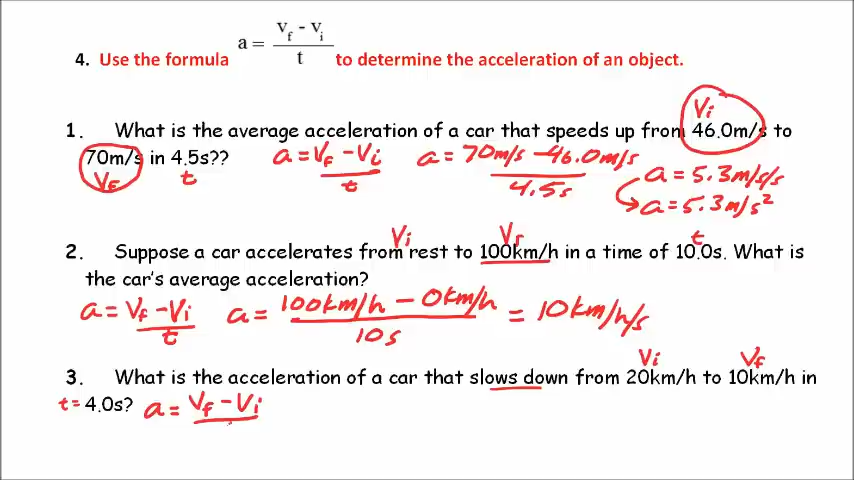 4. Use the formula a = (v_f - v_i) / t to determine the acceleration of an object.
Vi
1. What is the average acceleration of a car that speeds up from 46.0m/s to
70m/s in 4.5s??
Vf t
a = Vf - Vi / t
a = 70m/s - 46.0m/s / 4.5s
a = 5.3m/s/s
a = 5.3m/s²
Vi Vf t
2. Suppose a car accelerates from rest to 100km/h in a time of 10.0s. What is
the car's average acceleration?
a = Vf - Vi / t
a = 100km/h - 0km/h / 10s = 10km/h/s
Vi Vf
3. What is the acceleration of a car that slows down from 20km/h to 10km/h in
t = 4.0s? a = Vf - Vi